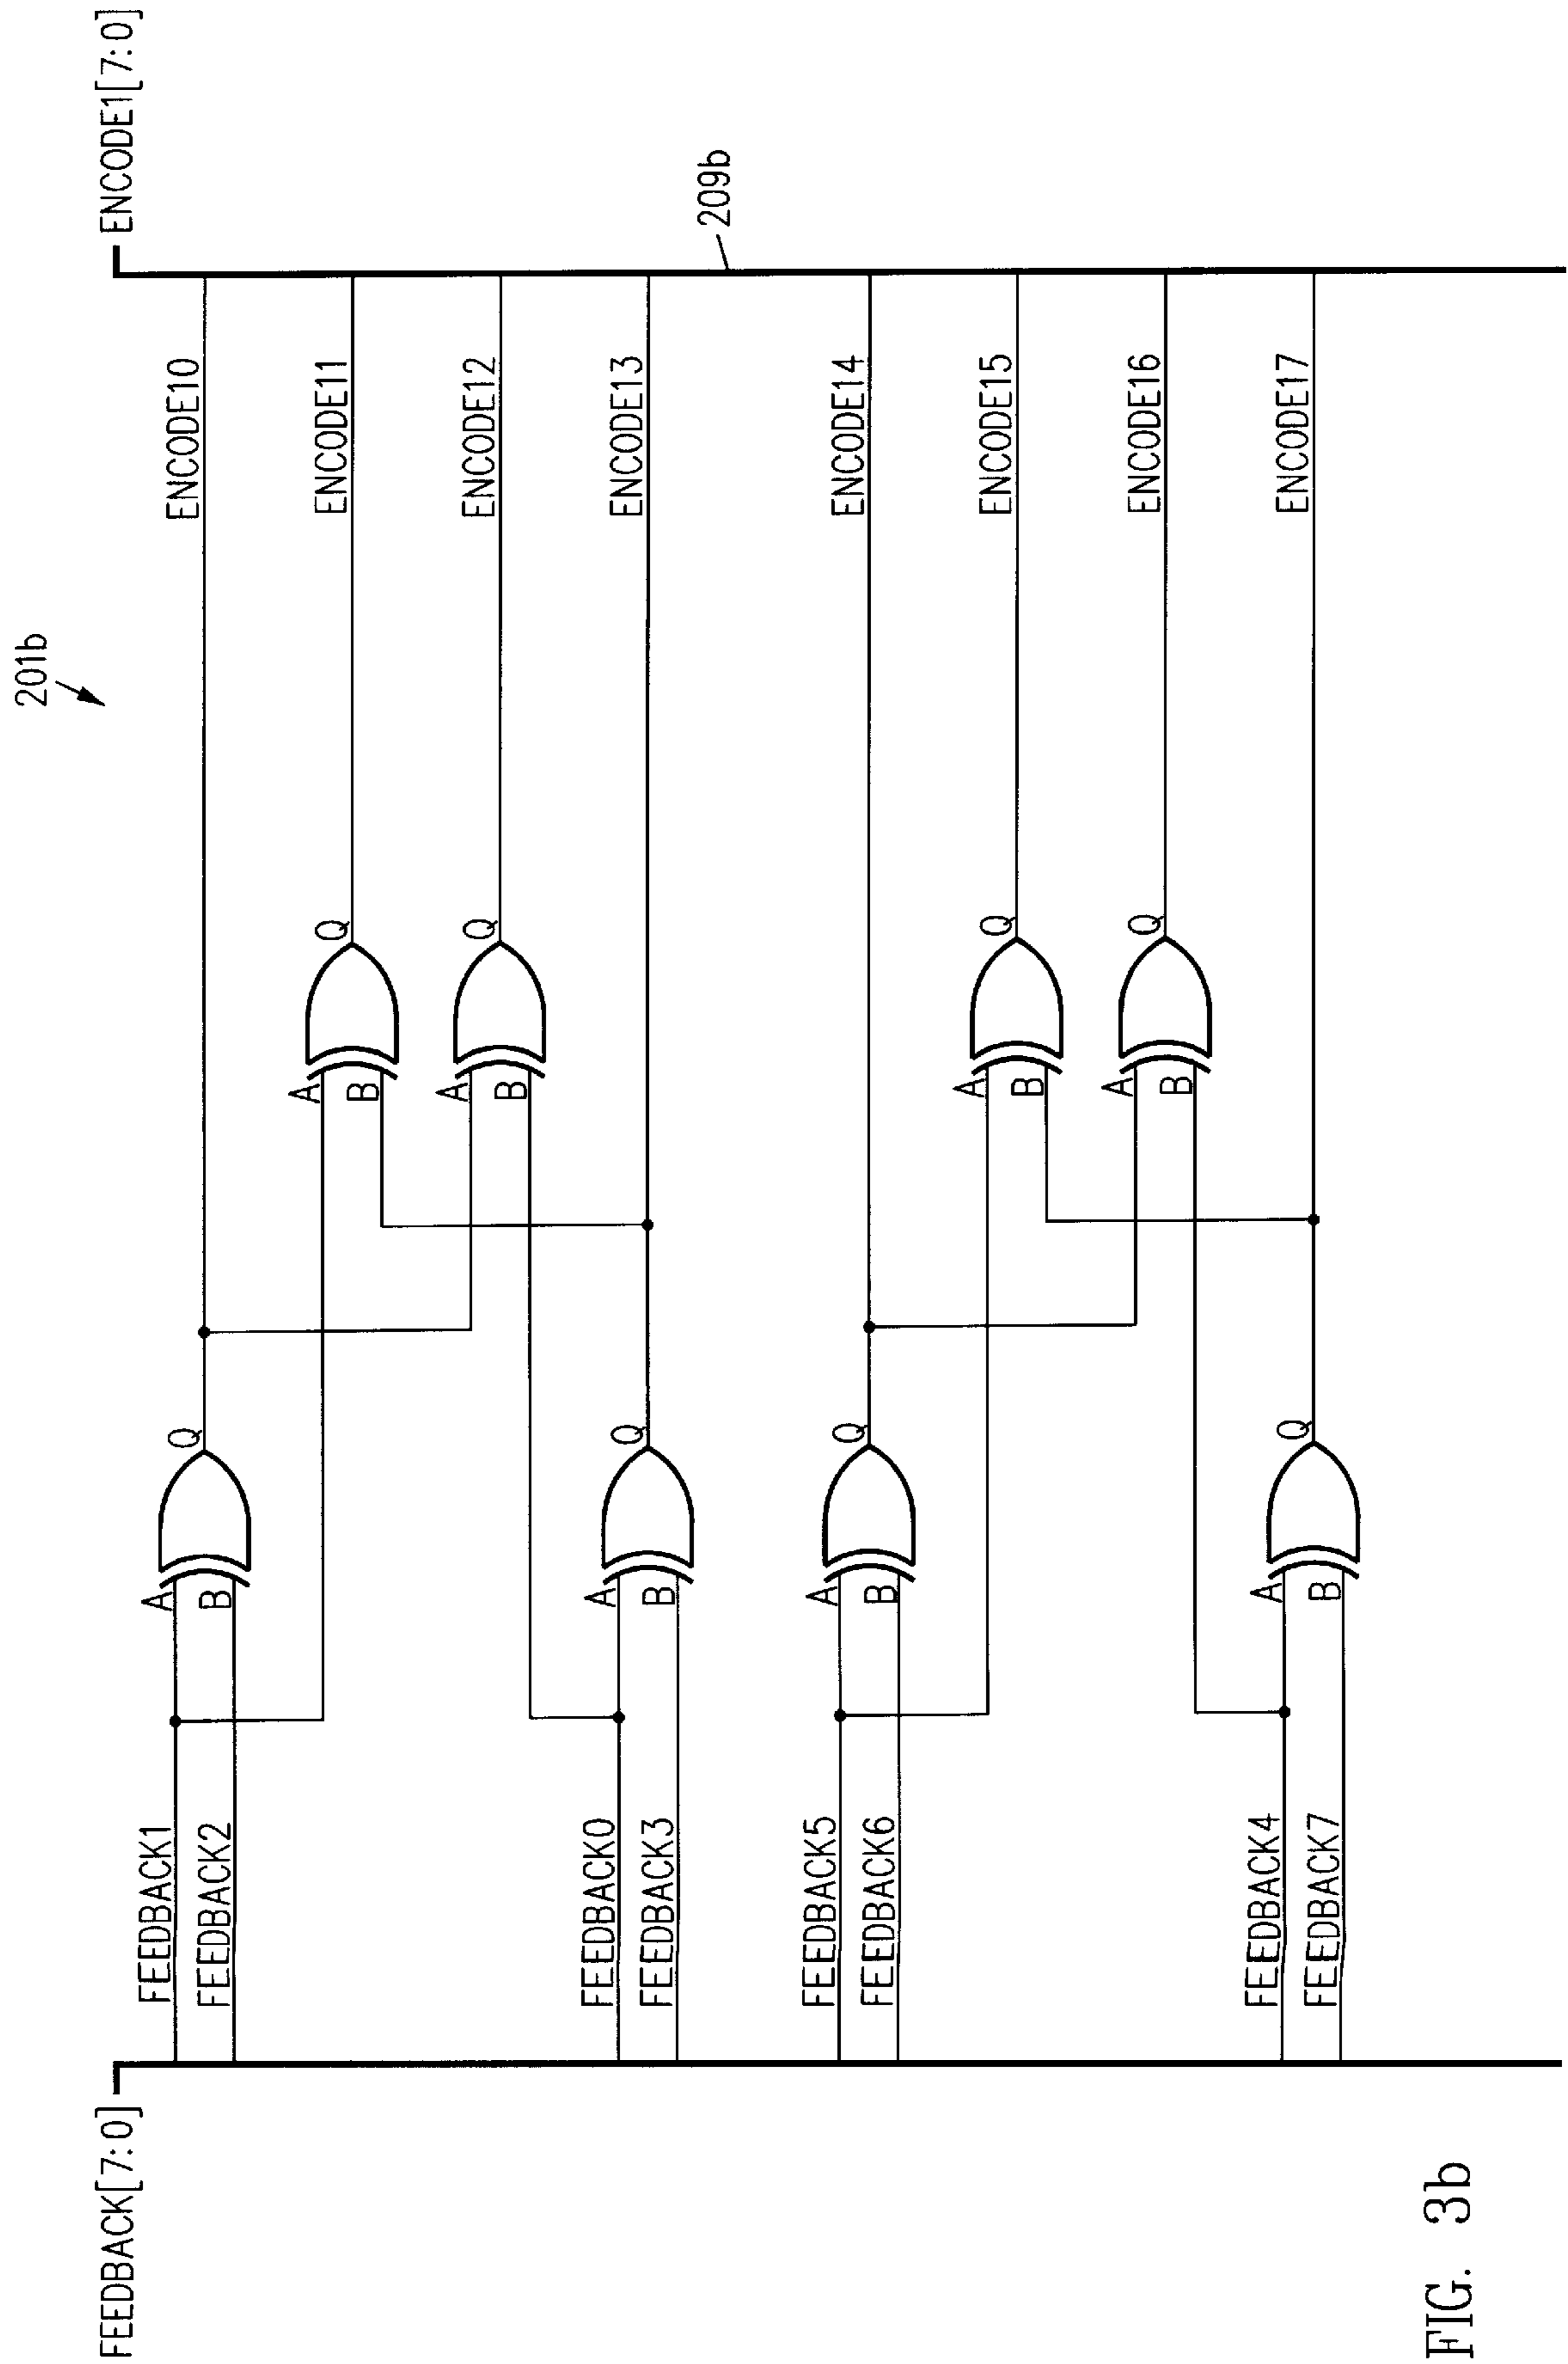 201b
FEEDBACK[7:0]
ENCODE1[7:0]
FEEDBACK1
A
Q
ENCODE10
FEEDBACK2
B
A
Q
ENCODE11
B
A
Q
ENCODE12
B
FEEDBACK0
A
Q
ENCODE13
FEEDBACK3
B
209b
FEEDBACK5
A
Q
ENCODE14
FEEDBACK6
B
A
Q
ENCODE15
B
A
Q
ENCODE16
B
FEEDBACK4
A
Q
ENCODE17
FEEDBACK7
B
FIG. 3b